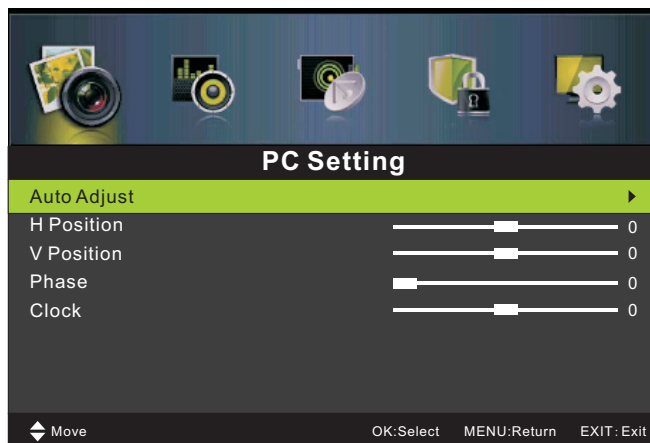 PC Setting
Auto Adjust
H Position 0
V Position 0
Phase 0
Clock 0
Move OK:Select MENU:Return EXIT:Exit